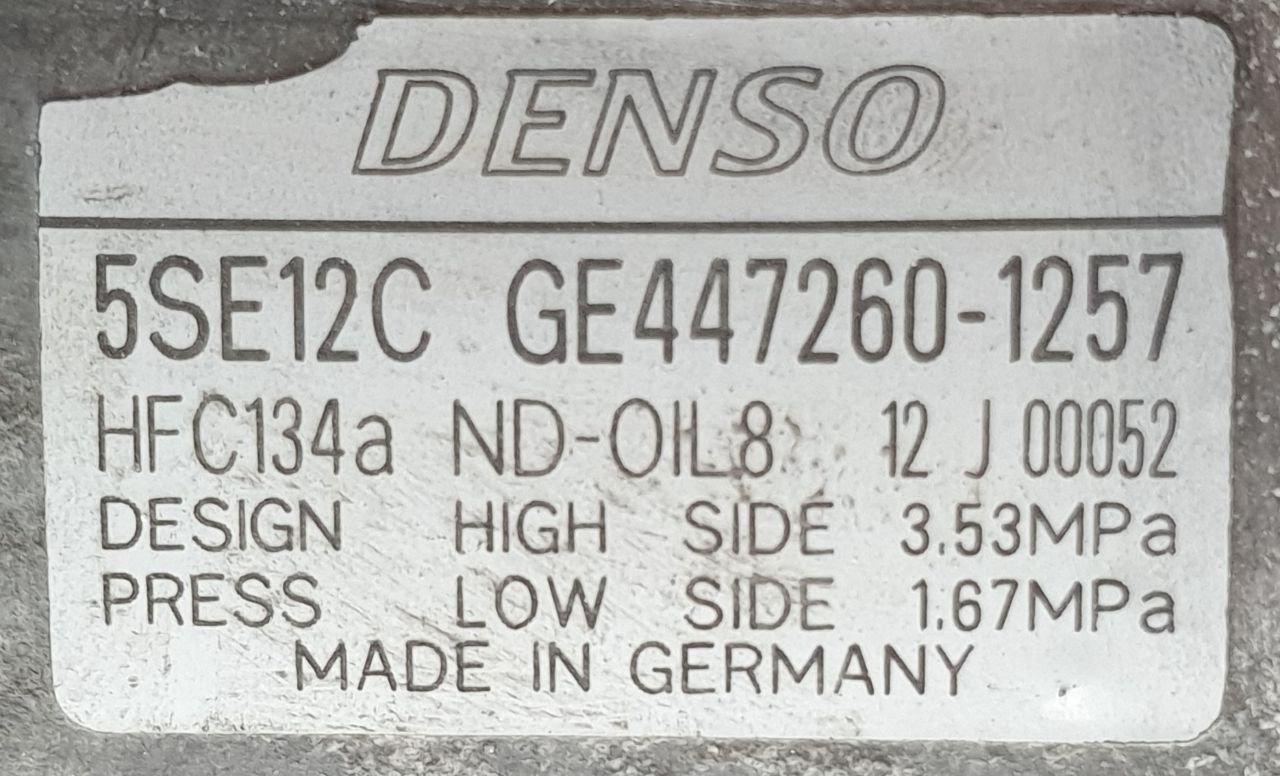 DENSO
5SE12C GE447260-1257
HFC134a ND-OIL8 12 J 00052
DESIGN HIGH SIDE 3.53MPa
PRESS LOW SIDE 1.67MPa
MADE IN GERMANY